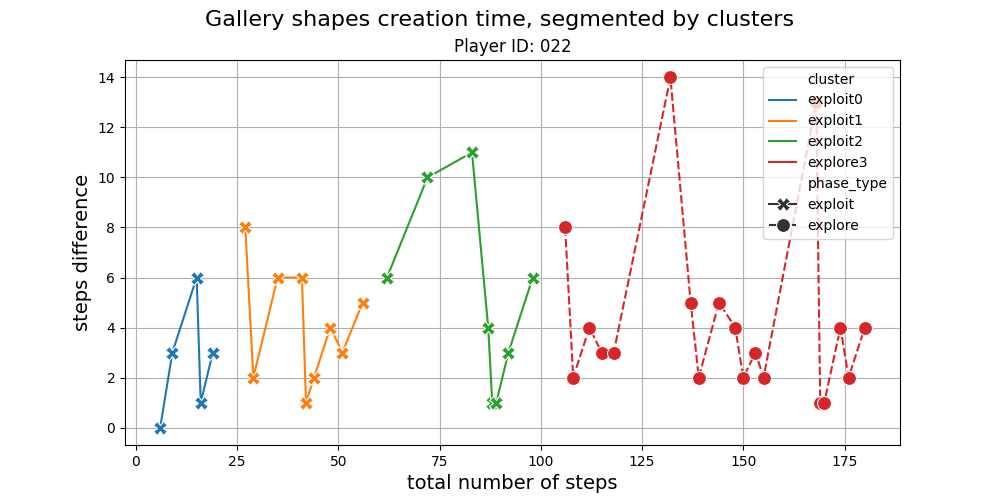 Gallery shapes creation time, segmented by clusters
Player ID: 022
steps difference
14
12
10
8
6
4
2
0
cluster
exploit0
exploit1
exploit2
explore3
phase_type
exploit
explore
0 25 50 75 100 125 150 175
total number of steps